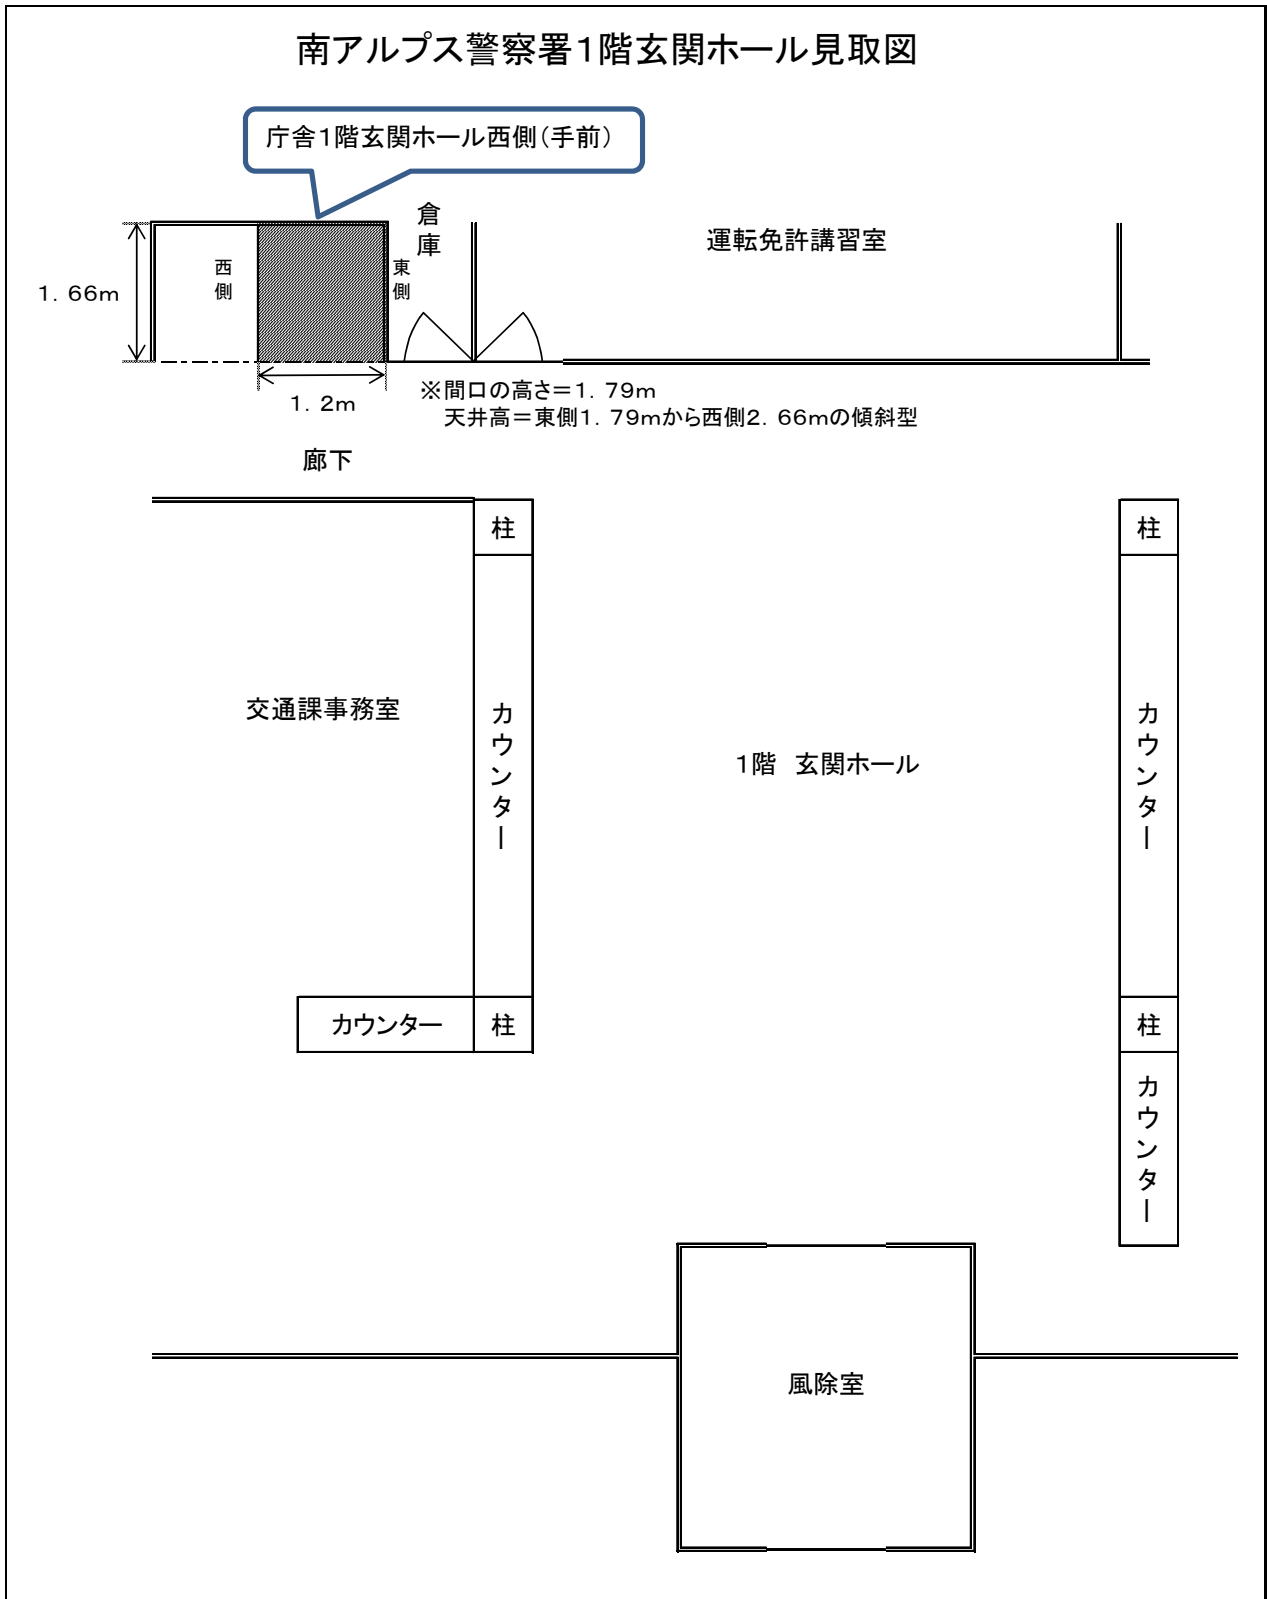 南アルプス警察署1階玄関ホール見取図
庁舎1階玄関ホール西側（手前）
倉庫
運転免許講習室
西側
東側
1．66m
1．2m
※間口の高さ＝1．79m
天井高＝東側1．79mから西側2．66mの傾斜型
廊下
柱
柱
交通課事務室
カウンター
1階　玄関ホール
カウンター
カウンター
柱
柱
カウンター
風除室